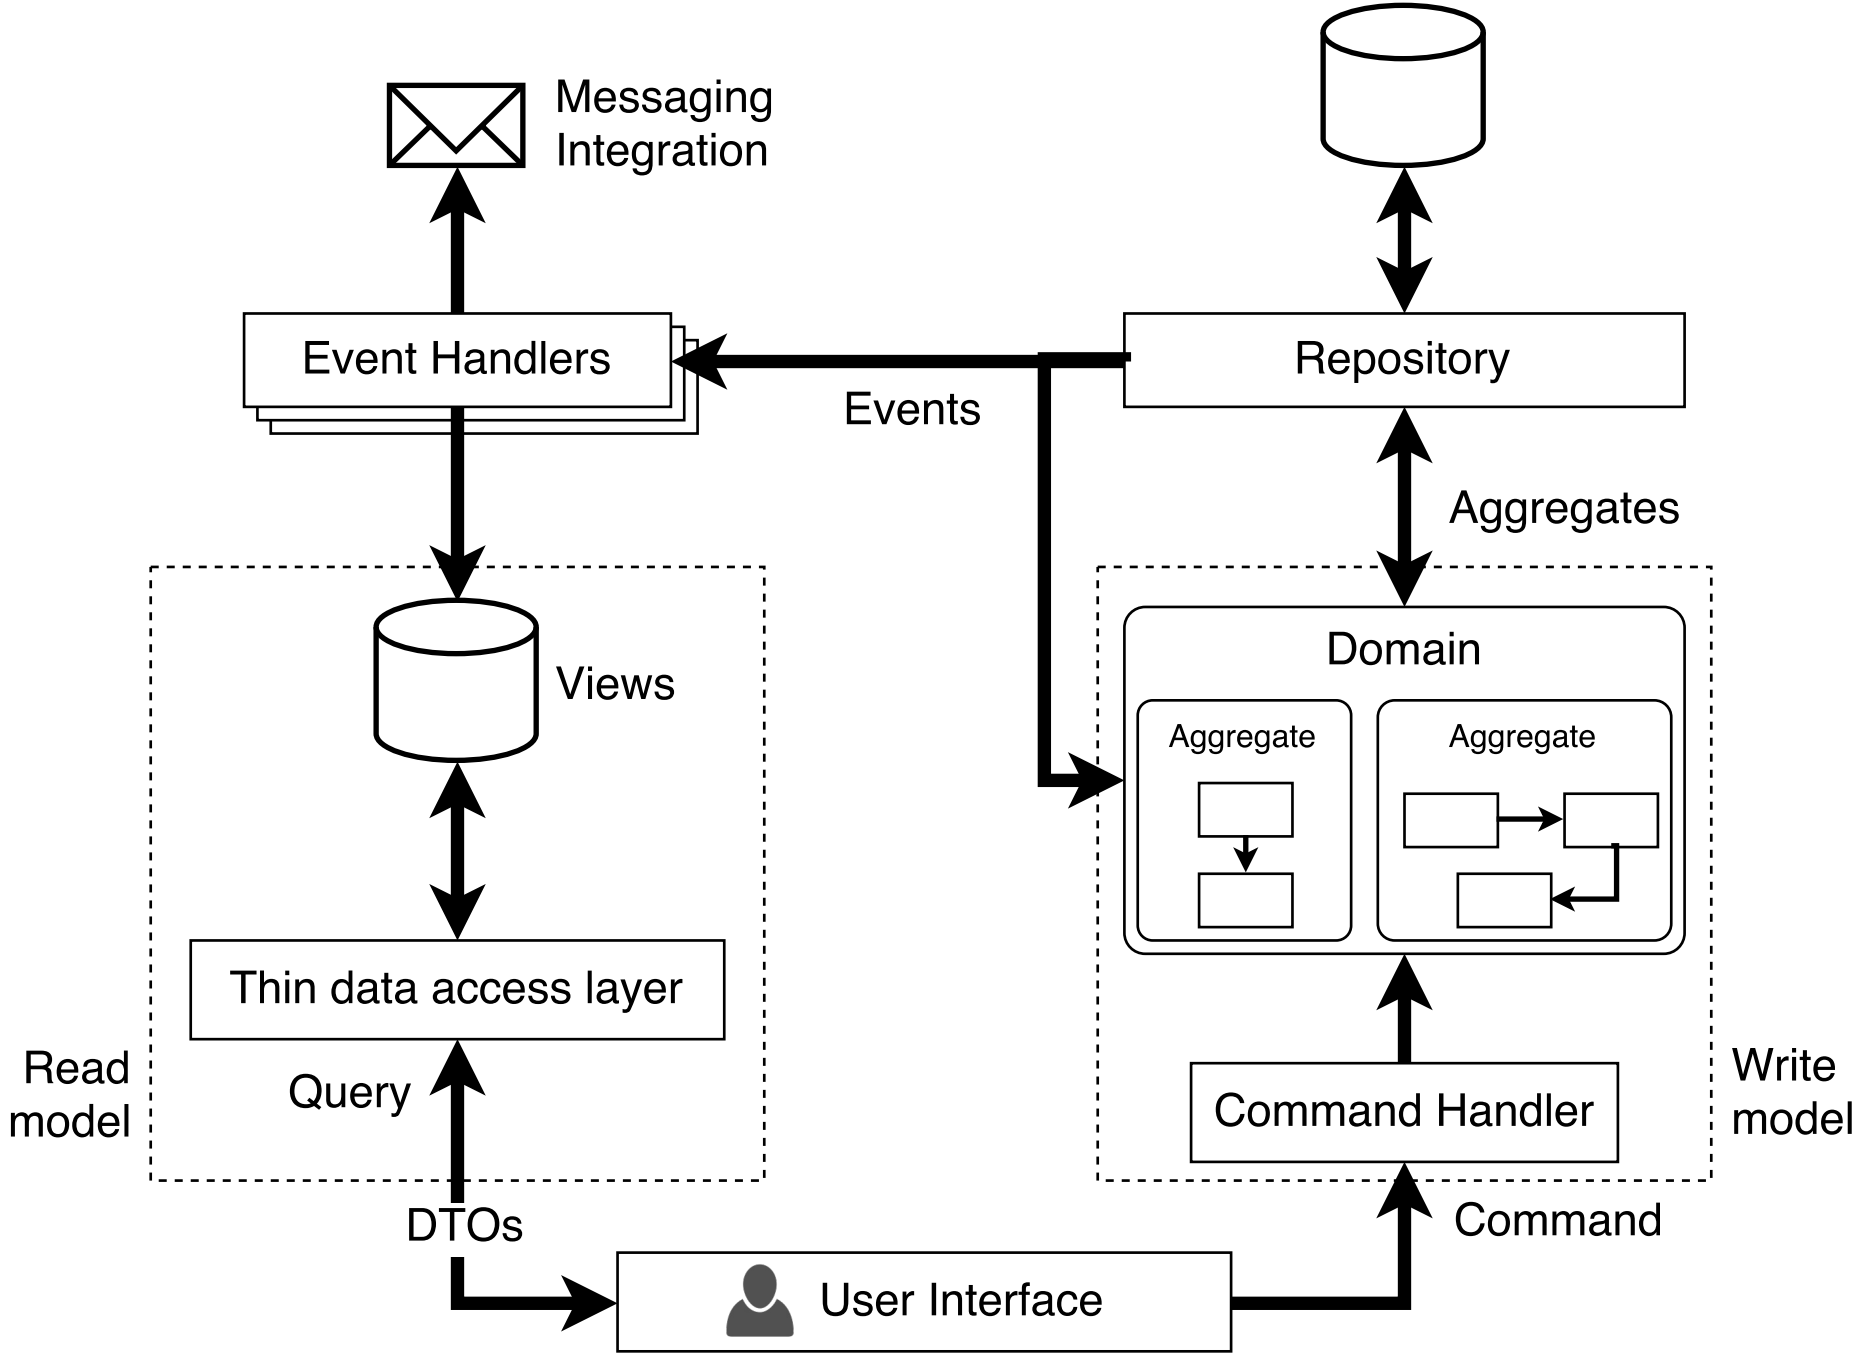 Messaging
Integration
Event Handlers
Repository
Events
Aggregates
Domain
Views
Aggregate
Aggregate
Thin data access layer
Read
model
Query
Write
model
Command Handler
DTOs
Command
User Interface